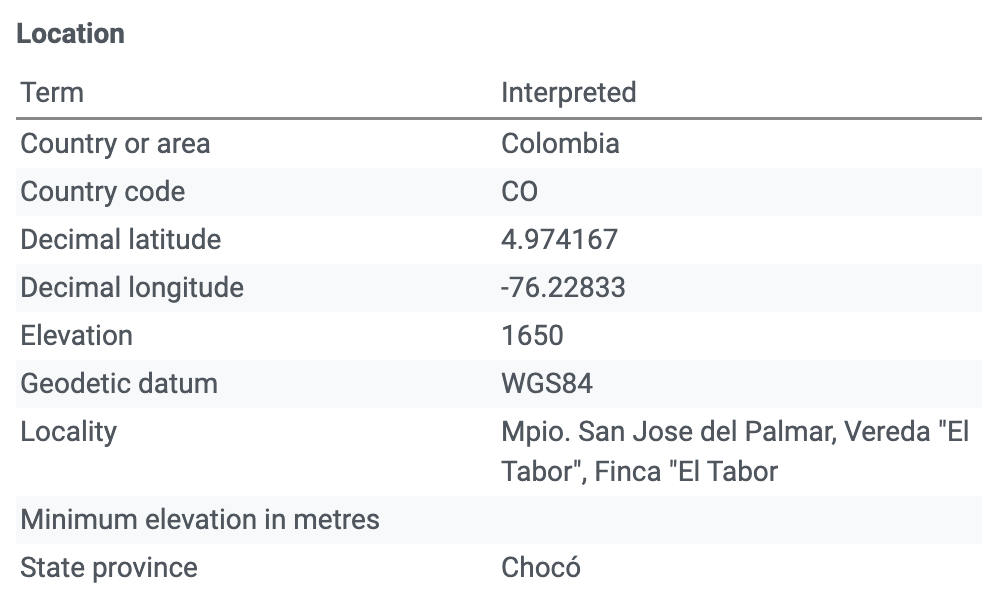 Location
Term Interpreted
Country or area Colombia
Country code CO
Decimal latitude 4.974167
Decimal longitude -76.22833
Elevation 1650
Geodetic datum WGS84
Locality Mpio. San Jose del Palmar, Vereda "El
Tabor", Finca "El Tabor
Minimum elevation in metres
State province Chocó